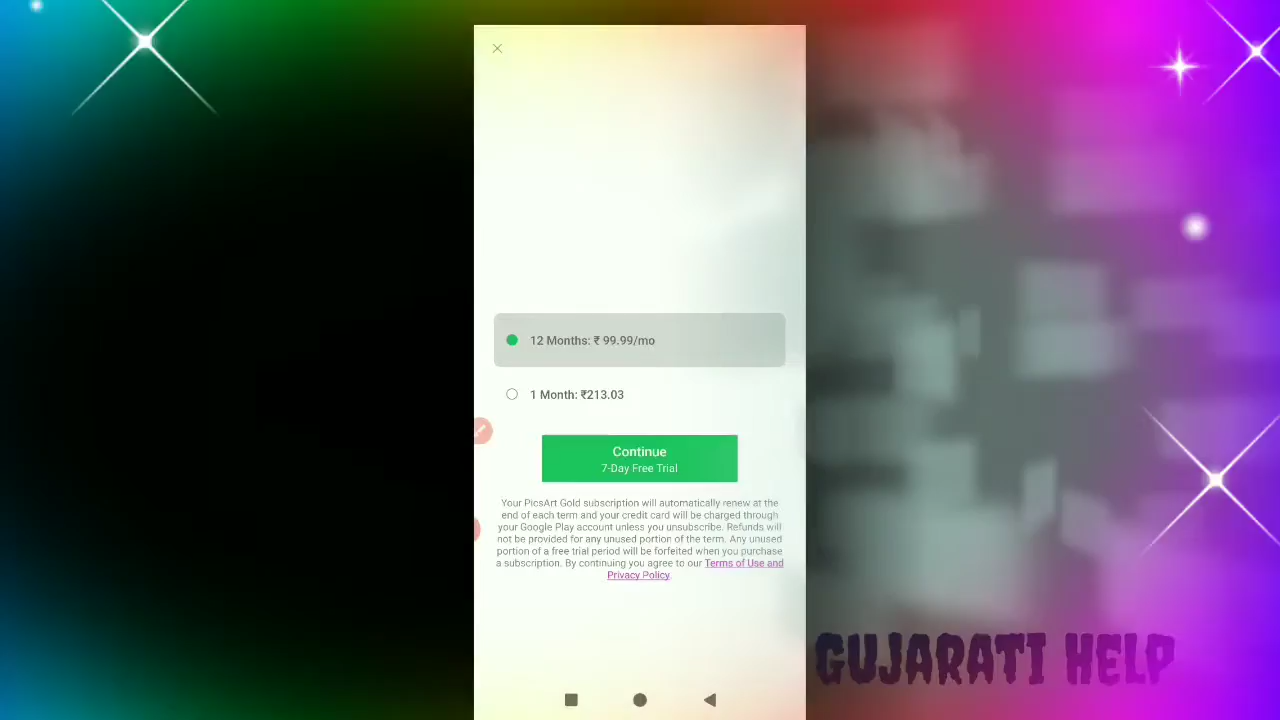 12 Months: ₹ 99.99/mo
1 Month: ₹213.03
Continue
7-Day Free Trial
Your PicsArt Gold subscription will automatically renew at the
end of each term and your credit card will be charged through
your Google Play account unless you unsubscribe. Refunds will
not be provided for any unused portion of the term. Any unused
portion of a free trial period will be forfeited when you purchase
a subscription. By continuing you agree to our Terms of Use and
Privacy Policy.
GUJARATI HELP